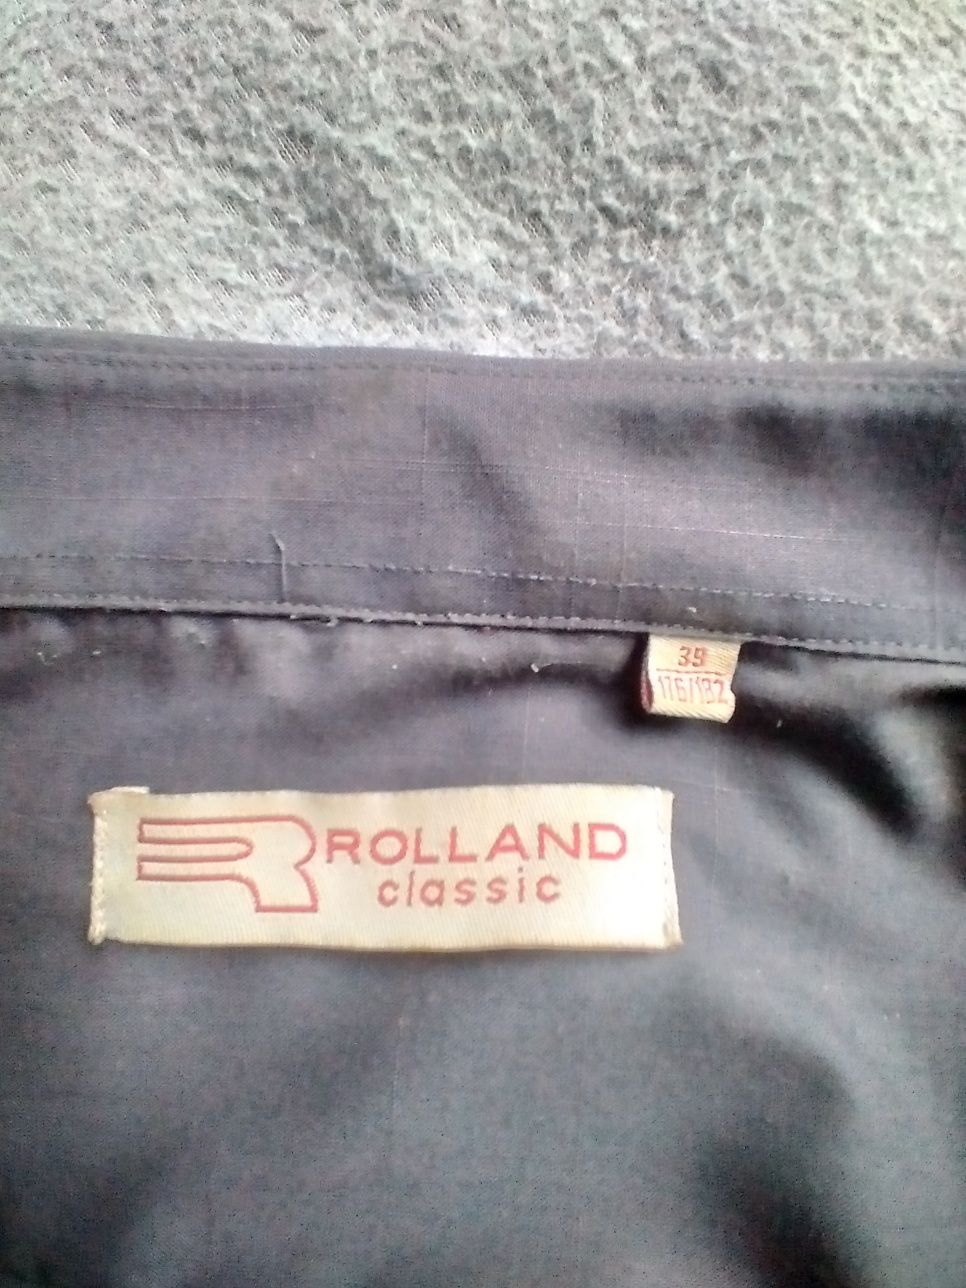 39
176/182
ROLLAND
classic